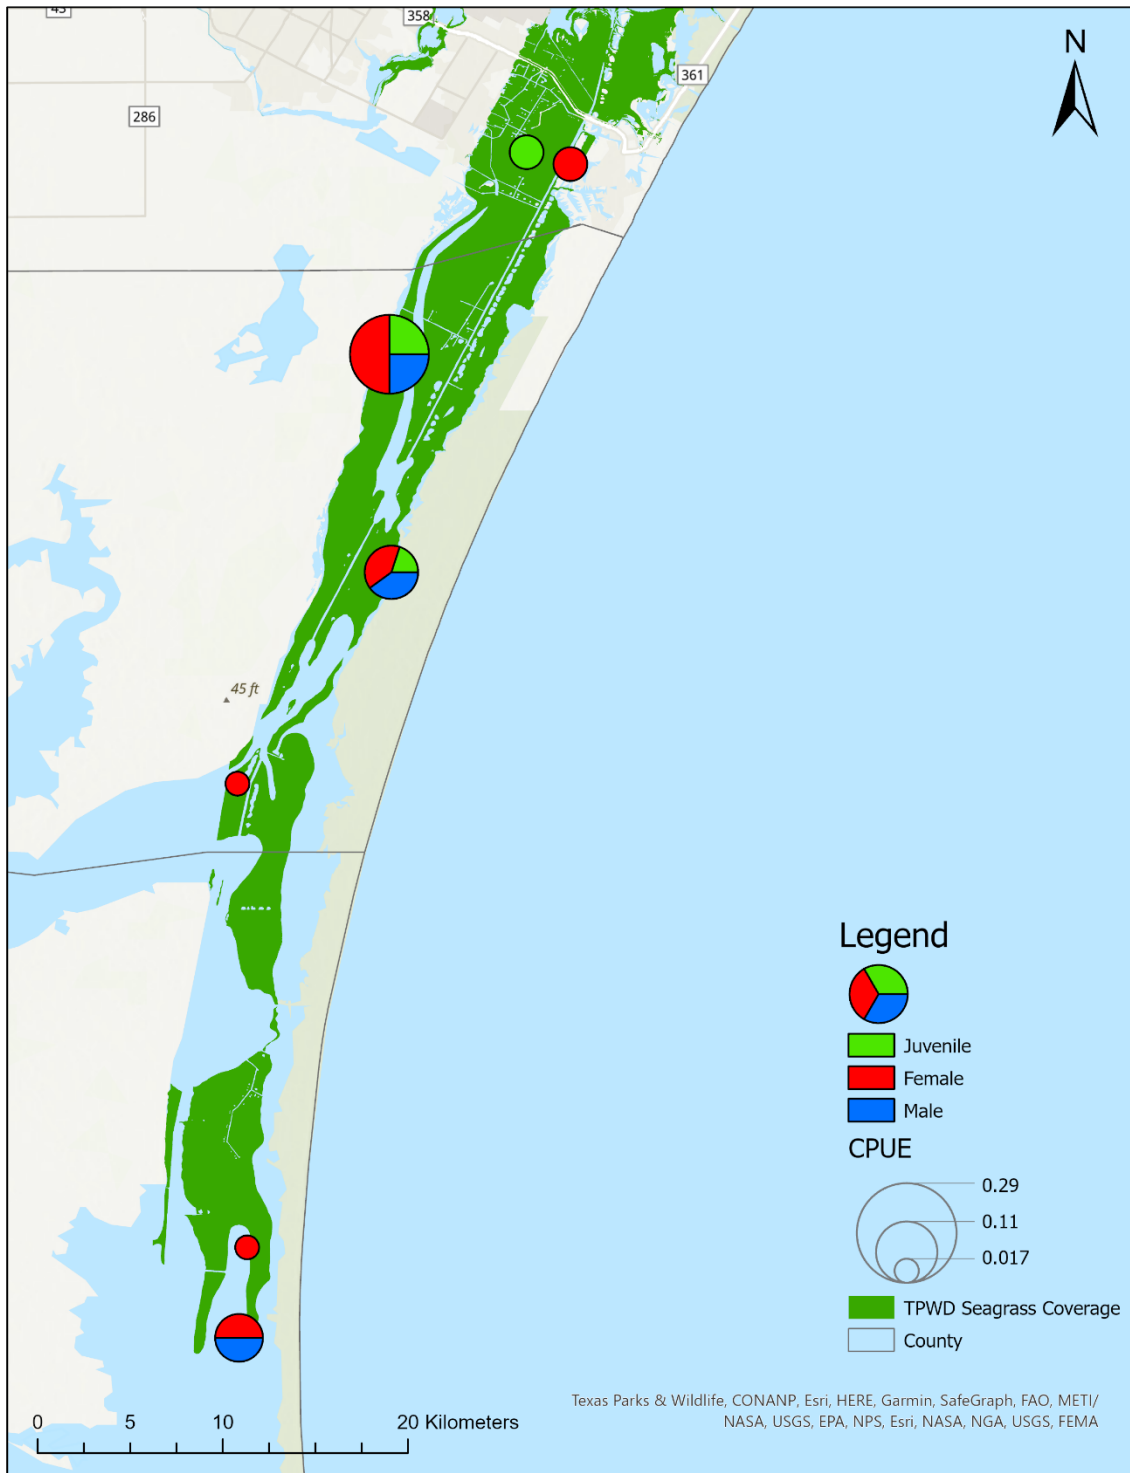 43
358
N
361
286
45 ft
Legend
Juvenile
Female
Male
CPUE
0.29
0.11
0.017
TPWD Seagrass Coverage
County
0 5 10 20 Kilometers
Texas Parks & Wildlife, CONANP, Esri, HERE, Garmin, SafeGraph, FAO, METI/
NASA, USGS, EPA, NPS, Esri, NASA, NGA, USGS, FEMA